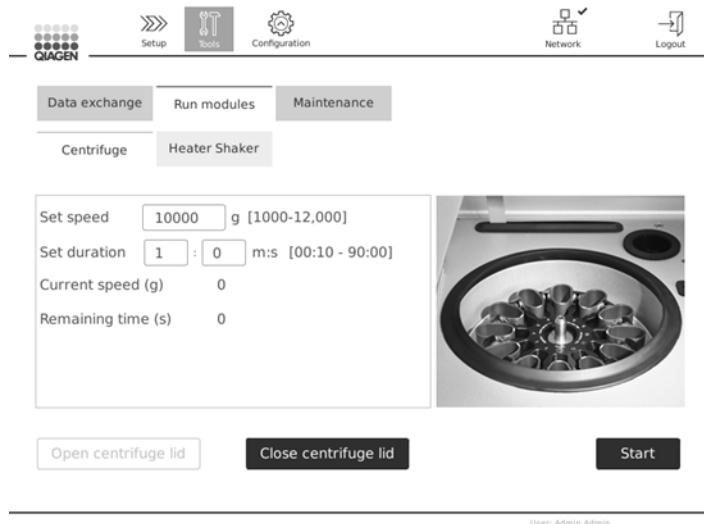 QIAGEN
Setup
Tools
Configuration
Network
Logout
Data exchange
Run modules
Maintenance
Centrifuge
Heater Shaker
Set speed 10000 g [1000-12,000]
Set duration 1 : 0 m:s [00:10 - 90:00]
Current speed (g) 0
Remaining time (s) 0
Open centrifuge lid
Close centrifuge lid
Start
User: Admin Admin